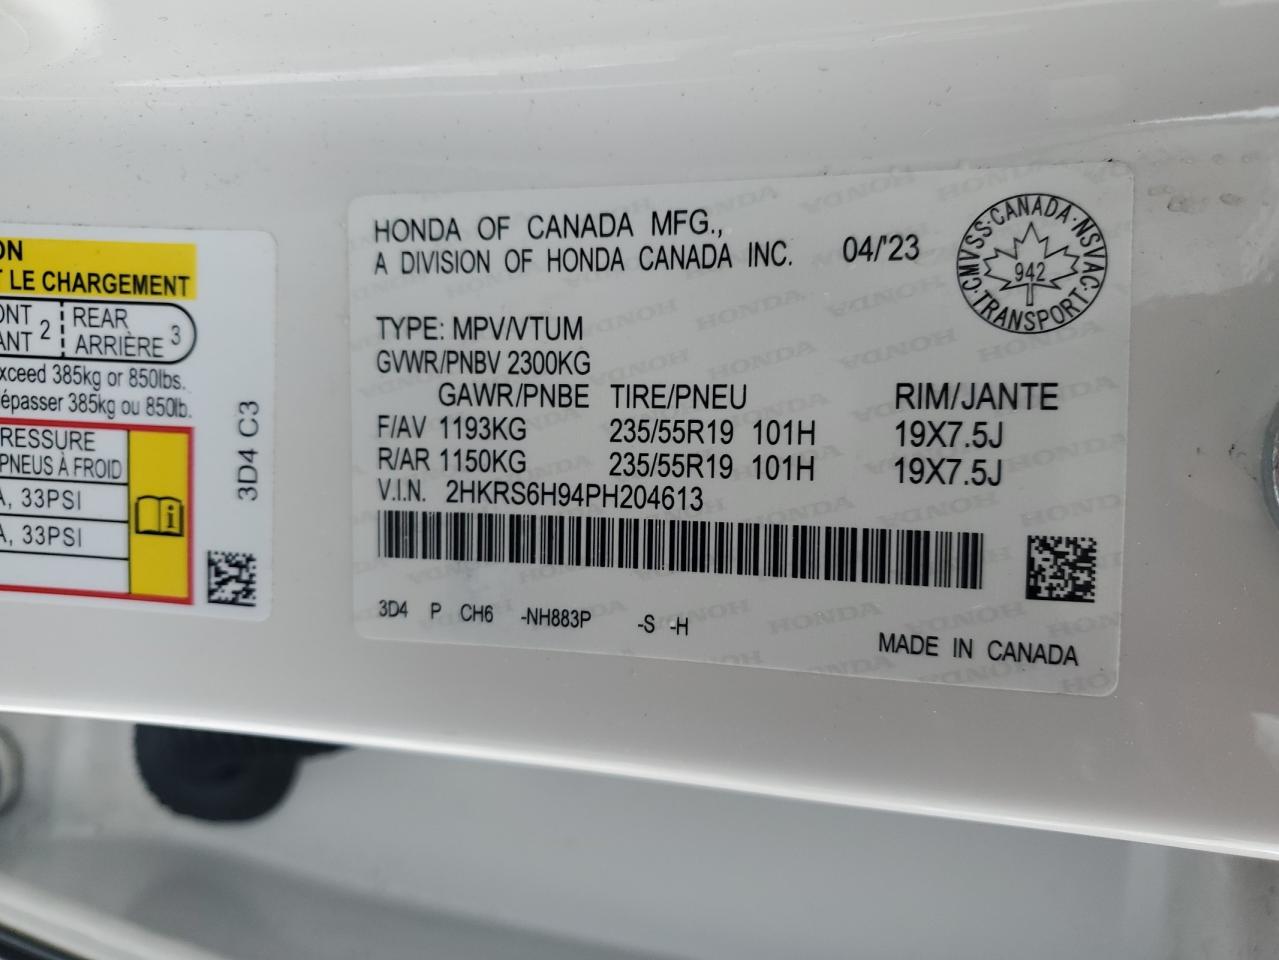 ON
T LE CHARGEMENT
ONT 2 REAR 3
ANT ARRIÈRE
xceed 385kg or 850lbs.
épasser 385kg ou 850lb.
RESSURE
PNEUS À FROID
A, 33PSI
A, 33PSI
3D4 C3
HONDA OF CANADA MFG.,
A DIVISION OF HONDA CANADA INC. 04/'23
CMVSS·CANADA·NSVAC·TRANSPORT·
942
TYPE: MPV/VTUM
GVWR/PNBV 2300KG
GAWR/PNBE TIRE/PNEU RIM/JANTE
F/AV 1193KG 235/55R19 101H 19X7.5J
R/AR 1150KG 235/55R19 101H 19X7.5J
V.I.N. 2HKRS6H94PH204613
3D4 P CH6 -NH883P -S -H
MADE IN CANADA